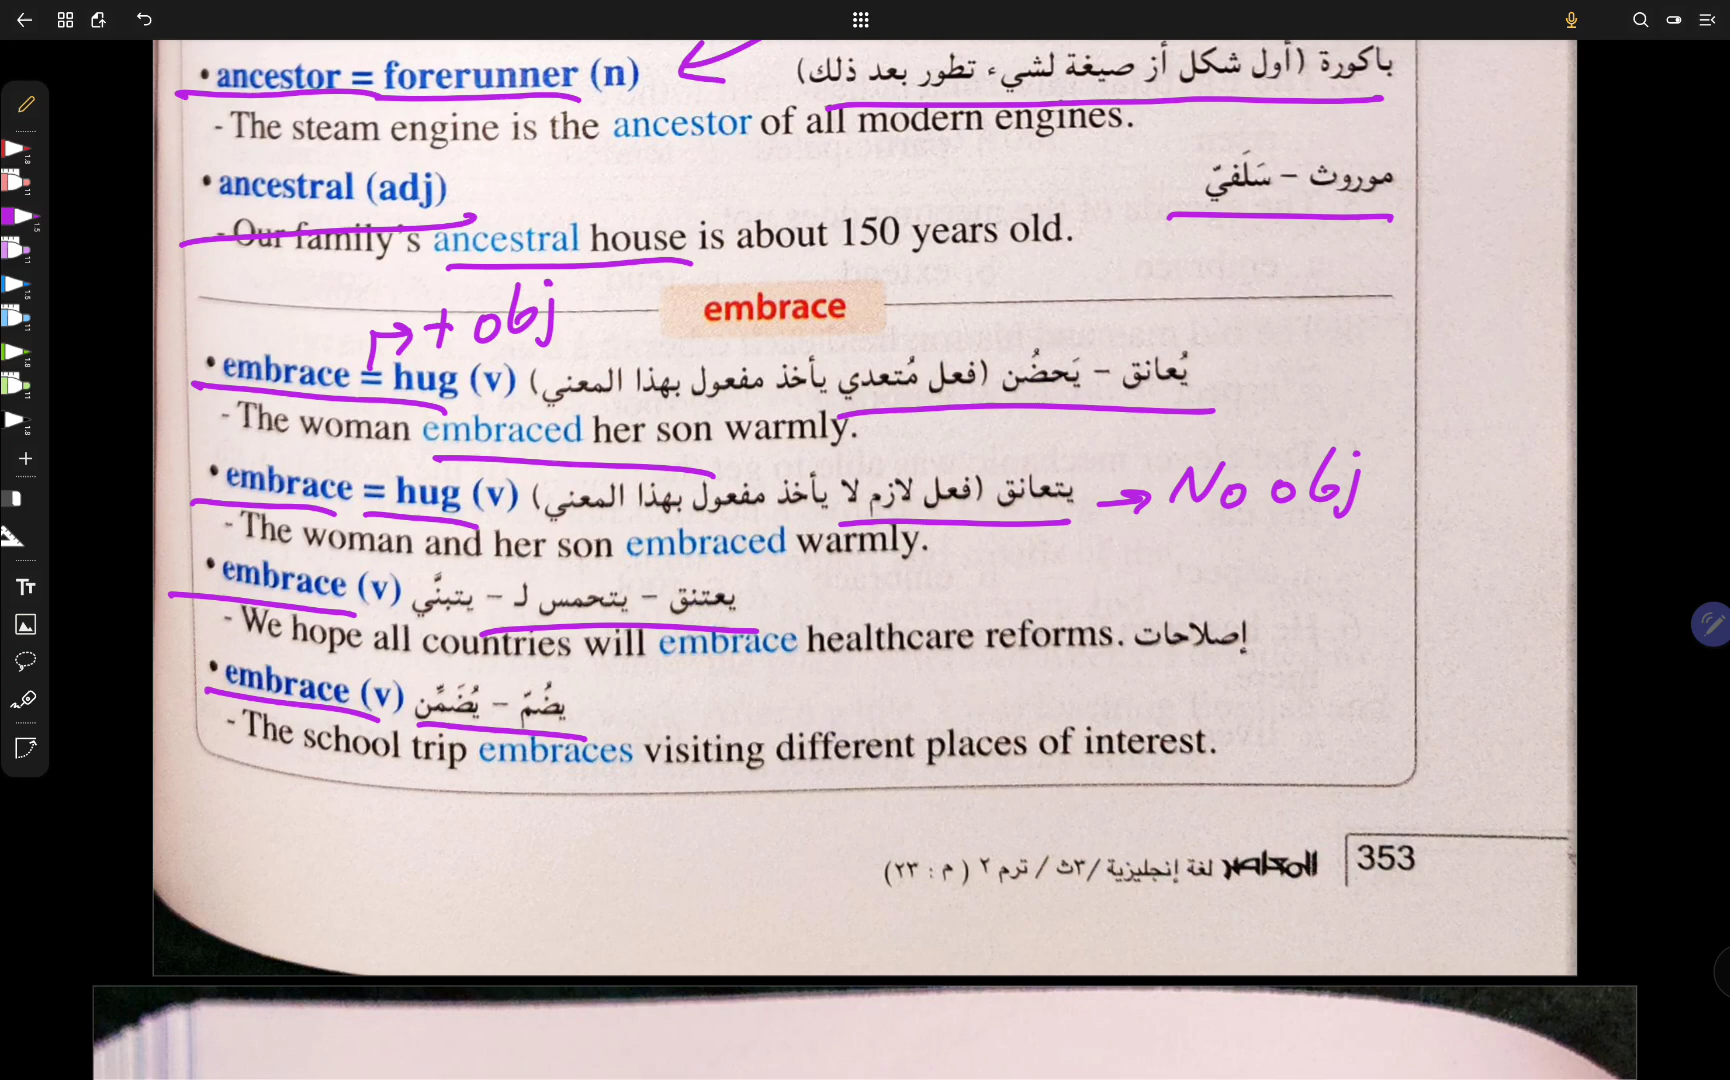 • ancestor = forerunner (n) باكورة (أول شكل أز صيغة لشيء تطور بعد ذلك)
- The steam engine is the ancestor of all modern engines.
• ancestral (adj) موروث – سَلَفيّ
- Our family's ancestral house is about 150 years old.
+ obj
embrace
• embrace = hug (v) يُعانق – يَحضُن (فعل مُتعدي يأخذ مفعول بهذا المعني)
- The woman embraced her son warmly.
• embrace = hug (v) يتعانق (فعل لازم لا يأخذ مفعول بهذا المعني) → No obj
- The woman and her son embraced warmly.
• embrace (v) يعتنق – يتحمس لـ – يتبنَّي
- We hope all countries will embrace healthcare reforms. إصلاحات
• embrace (v) يضُمّ – يُضَمِّن
- The school trip embraces visiting different places of interest.
المعاصر لغة إنجليزية /٣ث / ترم ٢ (م : ٢٣) 353